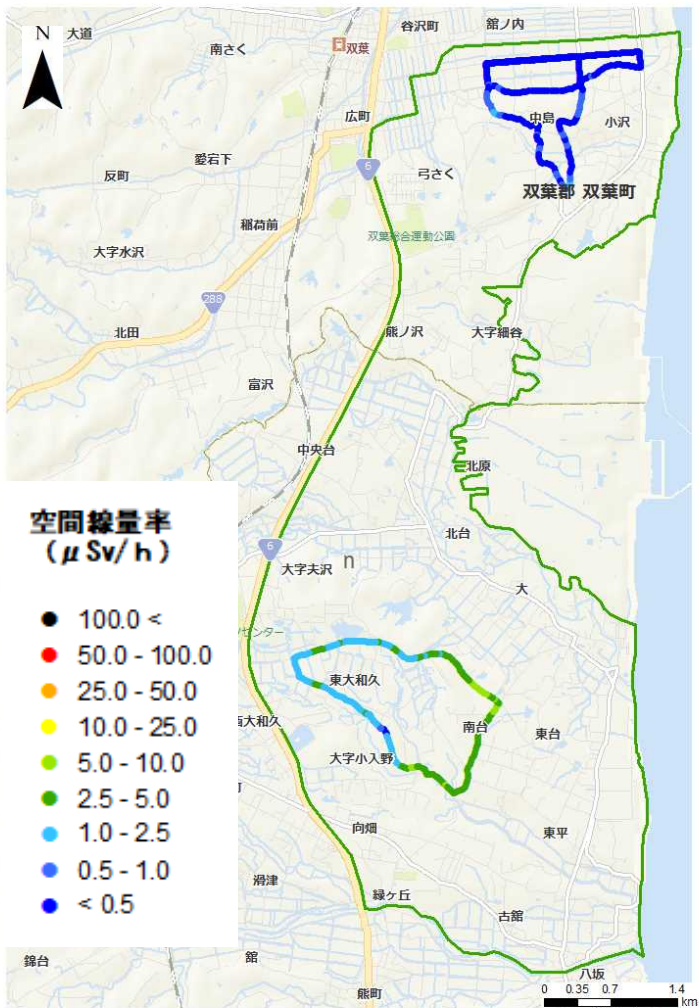 N
大道
谷沢町
舘ノ内
南さく
双葉
広町
中島
小沢
愛宕下
6
弓さく
反町
双葉郡 双葉町
稲荷前
双葉総合運動公園
大字水沢
288
北田
熊ノ沢
大字細谷
富沢
中央台
北原
空間線量率
(μSv/h)
北台
6
大字夫沢
n
大
100.0 <
50.0 - 100.0
25.0 - 50.0
10.0 - 25.0
5.0 - 10.0
2.5 - 5.0
1.0 - 2.5
0.5 - 1.0
< 0.5
センター
東大和久
大和久
南台
東台
大字小入野
向畑
東平
滑津
緑ヶ丘
古館
舘
錦台
熊町
八坂
0 0.35 0.7 1.4
km